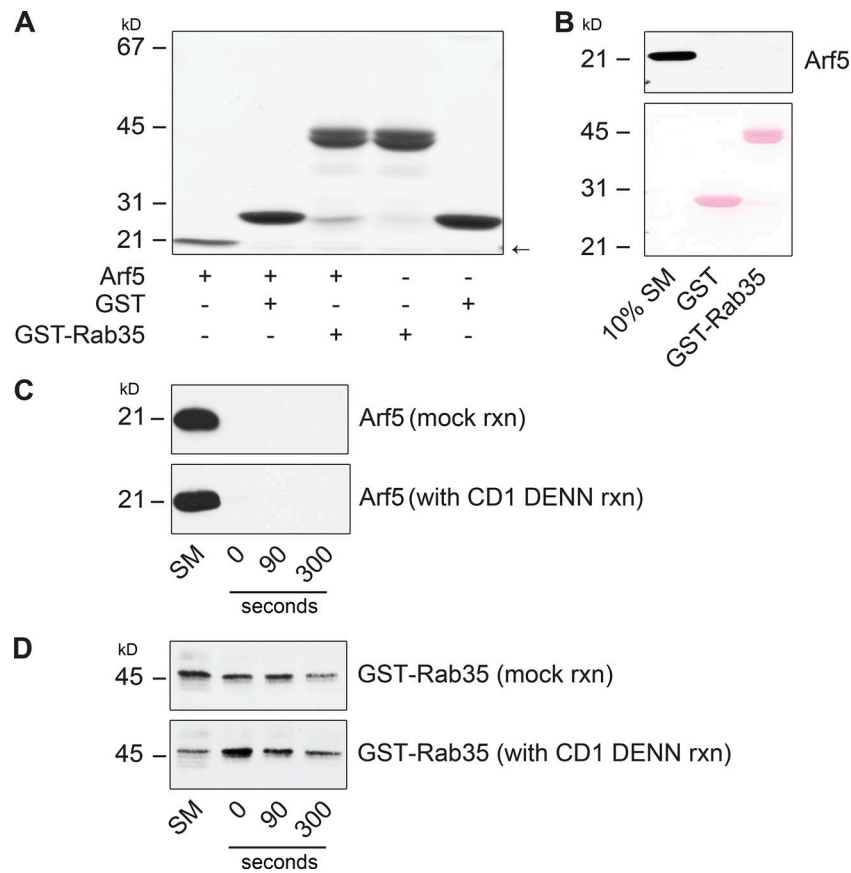 A
kD
67 –
45 –
31 –
21 –
←
Arf5 + + + - -
GST - + - - +
GST-Rab35 - - + + -
B
kD
21 –
Arf5
45 –
31 –
21 –
10% SM
GST
GST-Rab35
C
kD
21 –
Arf5 (mock rxn)
21 –
Arf5 (with CD1 DENN rxn)
SM 0 90 300
seconds
D
kD
45 –
GST-Rab35 (mock rxn)
45 –
GST-Rab35 (with CD1 DENN rxn)
SM 0 90 300
seconds